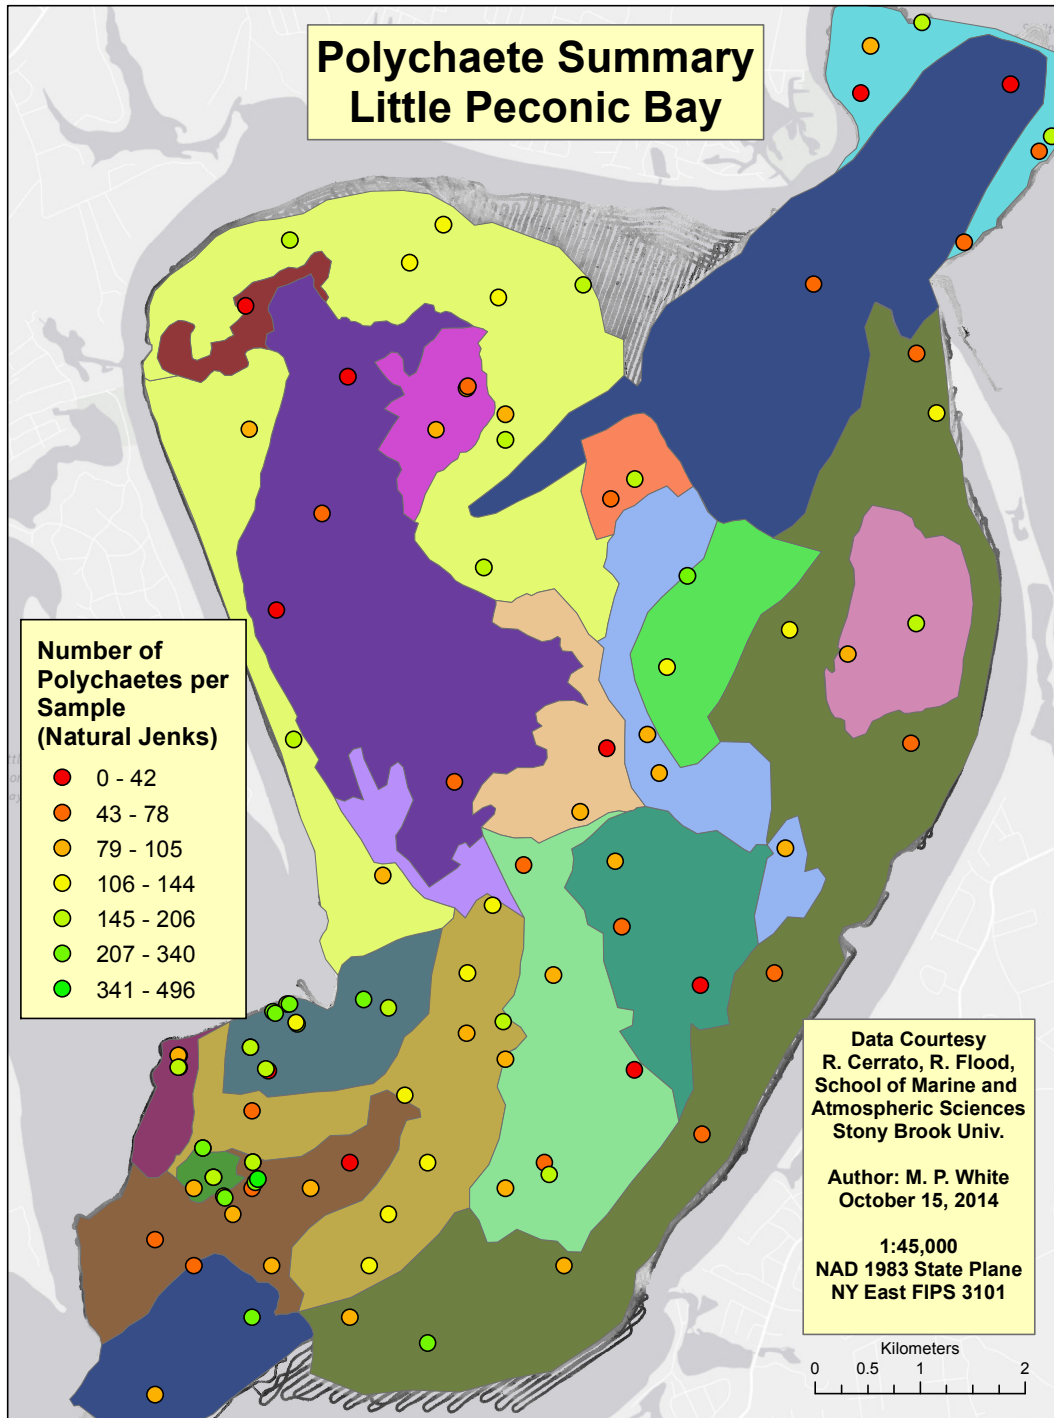 Polychaete Summary
Little Peconic Bay
Number of
Polychaetes per
Sample
(Natural Jenks)
0 - 42
43 - 78
79 - 105
106 - 144
145 - 206
207 - 340
341 - 496
Data Courtesy
R. Cerrato, R. Flood,
School of Marine and
Atmospheric Sciences
Stony Brook Univ.
Author: M. P. White
October 15, 2014
1:45,000
NAD 1983 State Plane
NY East FIPS 3101
Kilometers
0 0.5 1 2